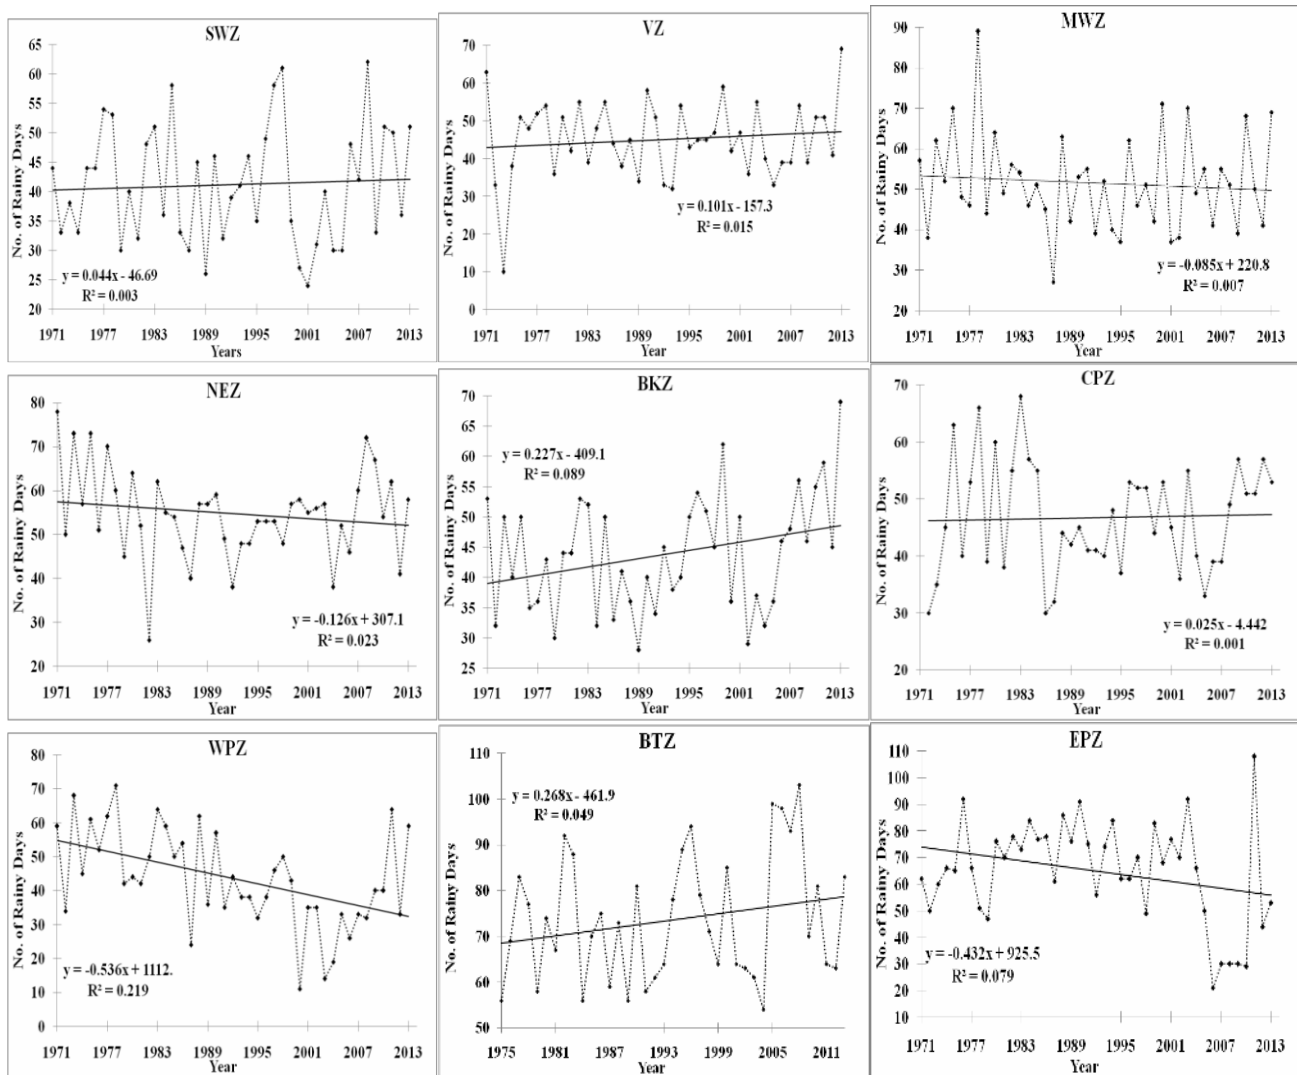 SWZ
No. of Rainy Days
65
60
55
50
45
40
35
30
25
20
y = 0.044x - 46.69
R² = 0.003
1971 1977 1983 1989 1995 2001 2007 2013
Years
VZ
No. of Rainy Days
70
60
50
40
30
20
10
0
y = 0.101x - 157.3
R² = 0.015
1971 1977 1983 1989 1995 2001 2007 2013
Year
MWZ
No. of Rainy Days
90
80
70
60
50
40
30
20
y = -0.085x + 220.8
R² = 0.007
1971 1977 1983 1989 1995 2001 2007 2013
Year
NEZ
No. of Rainy Days
80
70
60
50
40
30
20
y = -0.126x + 307.1
R² = 0.023
1971 1977 1983 1989 1995 2001 2007 2013
Year
BKZ
No. of Rainy Days
70
65
60
55
50
45
40
35
30
25
y = 0.227x - 409.1
R² = 0.089
1971 1977 1983 1989 1995 2001 2007 2013
Year
CPZ
No. of Rainy Days
70
60
50
40
30
20
y = 0.025x - 4.442
R² = 0.001
1971 1977 1983 1989 1995 2001 2007 2013
Year
WPZ
No. of Rainy Days
80
70
60
50
40
30
20
10
0
y = -0.536x + 1112.
R² = 0.219
1971 1977 1983 1989 1995 2001 2007 2013
Year
BTZ
No. of Rainy Days
110
100
90
80
70
60
50
y = 0.268x - 461.9
R² = 0.049
1975 1981 1987 1993 1999 2005 2011
Year
EPZ
No. of Rainy Days
110
100
90
80
70
60
50
40
30
20
10
y = -0.432x + 925.5
R² = 0.079
1971 1977 1983 1989 1995 2001 2007 2013
Year